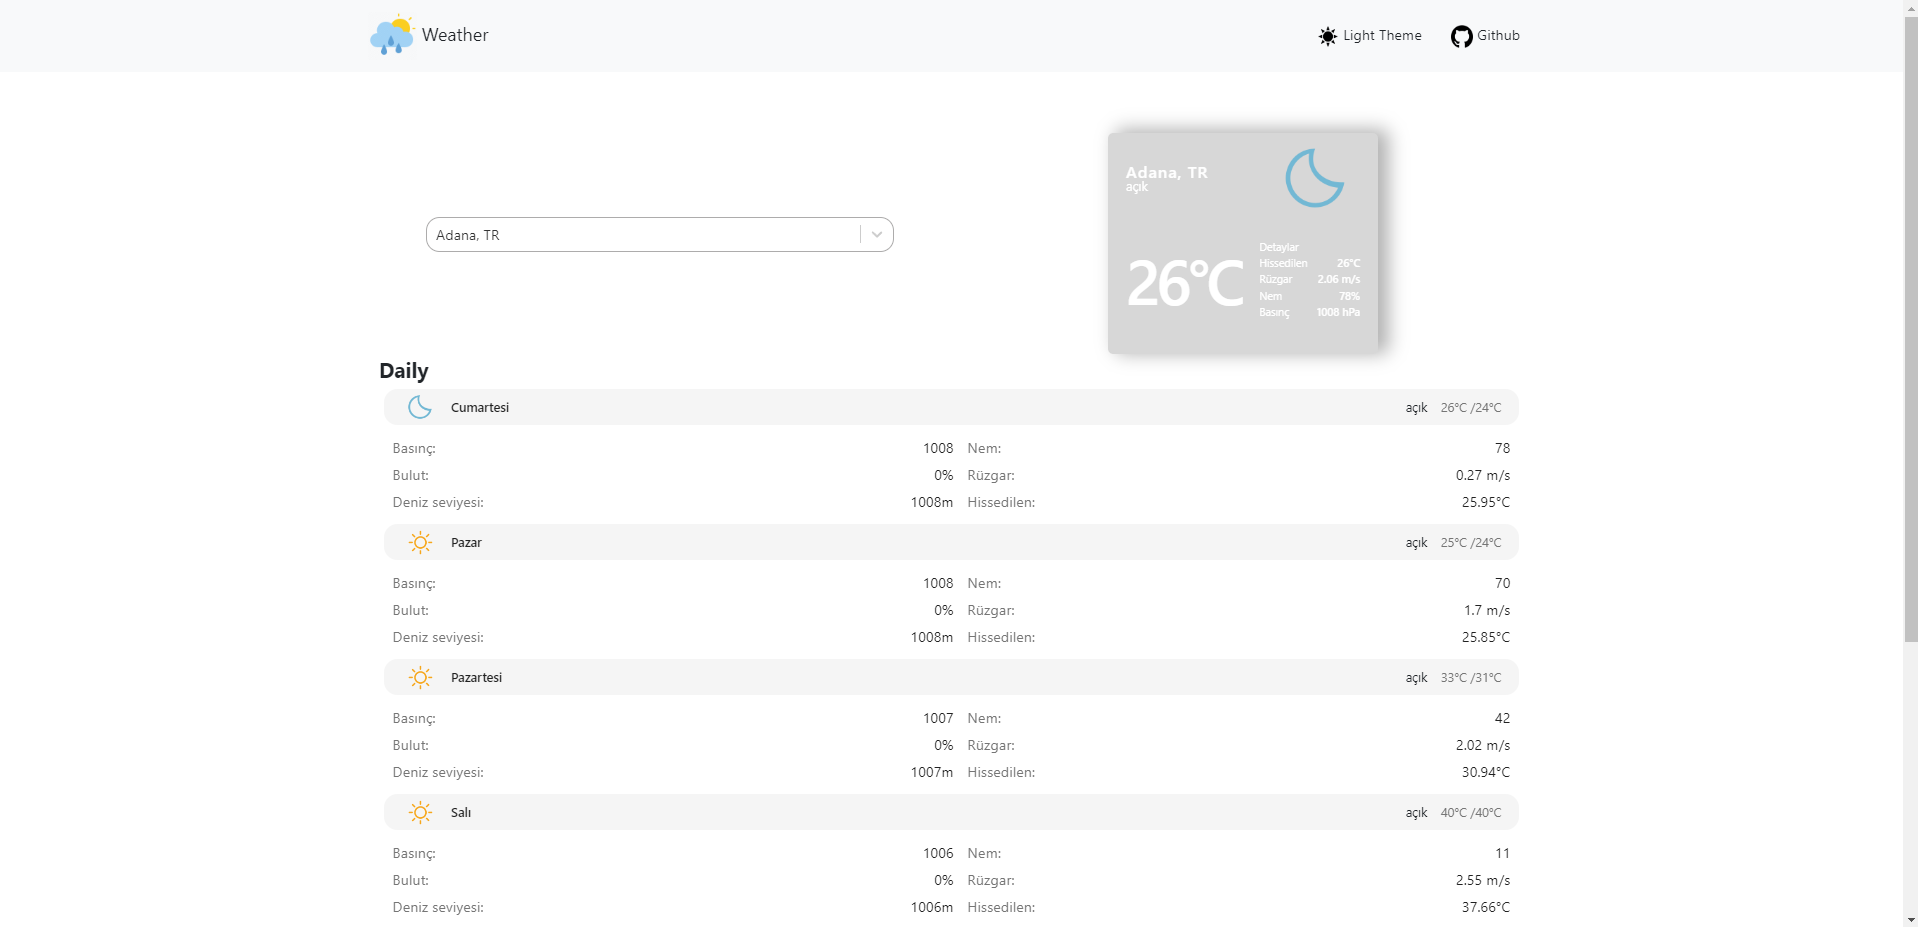 Weather
Light Theme
Github
Adana, TR
Adana, TR
açık
26°C
Detaylar
Hissedilen 26°C
Rüzgar 2.06 m/s
Nem 78%
Basınç 1008 hPa
Daily
Cumartesi açık 26°C /24°C
Basınç: 1008 Nem: 78
Bulut: 0% Rüzgar: 0.27 m/s
Deniz seviyesi: 1008m Hissedilen: 25.95°C
Pazar açık 25°C /24°C
Basınç: 1008 Nem: 70
Bulut: 0% Rüzgar: 1.7 m/s
Deniz seviyesi: 1008m Hissedilen: 25.85°C
Pazartesi açık 33°C /31°C
Basınç: 1007 Nem: 42
Bulut: 0% Rüzgar: 2.02 m/s
Deniz seviyesi: 1007m Hissedilen: 30.94°C
Salı açık 40°C /40°C
Basınç: 1006 Nem: 11
Bulut: 0% Rüzgar: 2.55 m/s
Deniz seviyesi: 1006m Hissedilen: 37.66°C